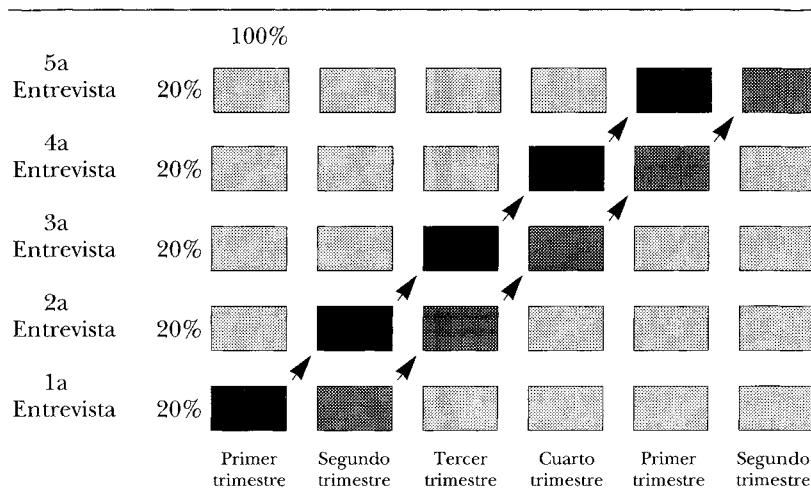 100%
5a
Entrevista 20%
4a
Entrevista 20%
3a
Entrevista 20%
2a
Entrevista 20%
1a
Entrevista 20%
Primer Segundo Tercer Cuarto Primer Segundo
trimestre trimestre trimestre trimestre trimestre trimestre